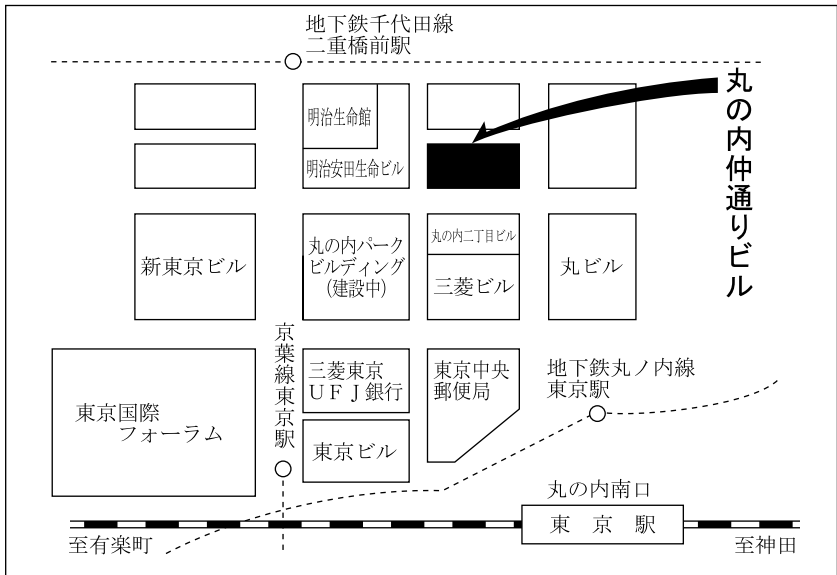 地下鉄千代田線
二重橋前駅
明治生命館
明治安田生命ビル
丸の内仲通りビル
新東京ビル
丸の内パーク
ビルディング
(建設中)
丸の内二丁目ビル
三菱ビル
丸ビル
京葉線東京駅
東京国際
フォーラム
三菱東京
UFJ銀行
東京ビル
東京中央
郵便局
地下鉄丸ノ内線
東京駅
丸の内南口
東京駅
至有楽町
至神田